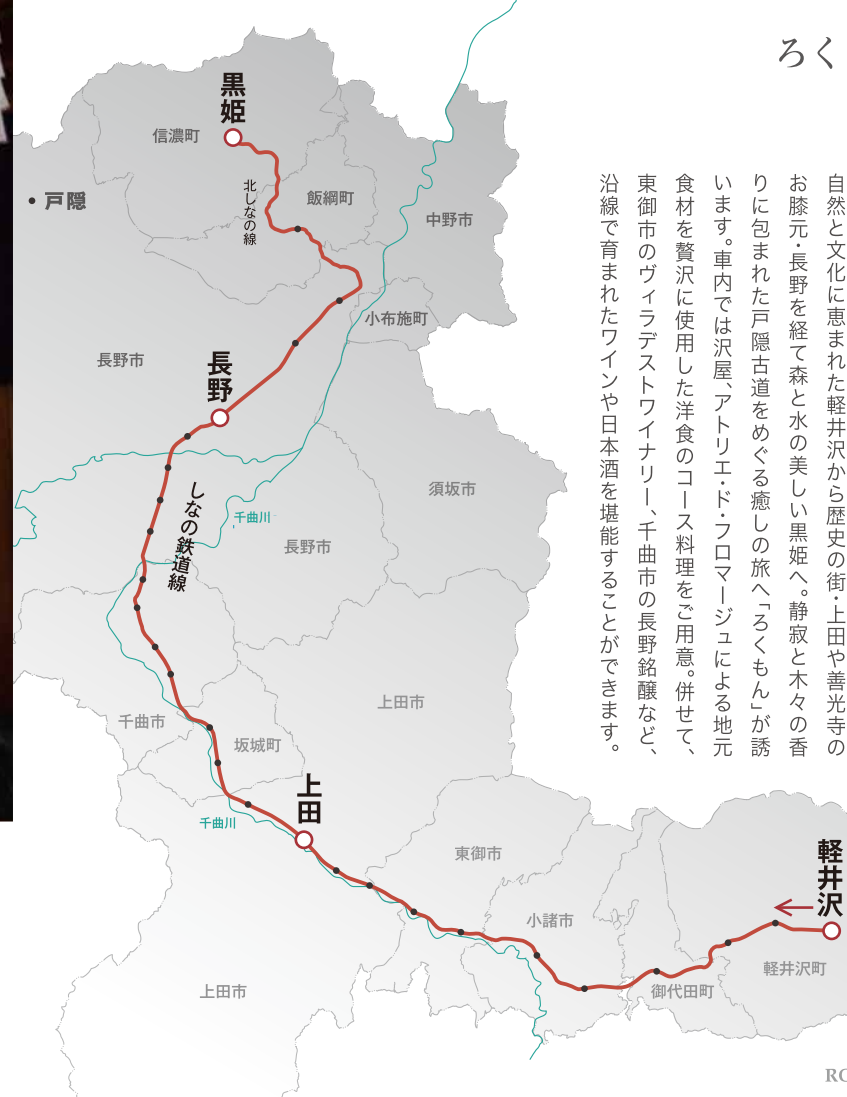 ろく
自然と文化に恵まれた軽井沢から歴史の街・上田や善光寺の
お膝元・長野を経て森と水の美しい黒姫へ。静寂と木々の香
りに包まれた戸隠古道をめぐる癒しの旅へ「ろくもん」が誘
います。車内では沢屋、アトリエ・ド・フロマージュによる地元
食材を贅沢に使用した洋食のコース料理をご用意。併せて、
東御市のヴィラデストワイナリー、千曲市の長野銘醸など、
沿線で育まれたワインや日本酒を堪能することができます。
黒姫
信濃町
・戸隠
北しなの線
飯綱町
中野市
小布施町
長野市
長野
須坂市
しなの鉄道線
千曲川
長野市
上田市
千曲市
坂城町
上田
千曲川
東御市
軽井沢
小諸市
軽井沢町
御代田町
上田市
RO